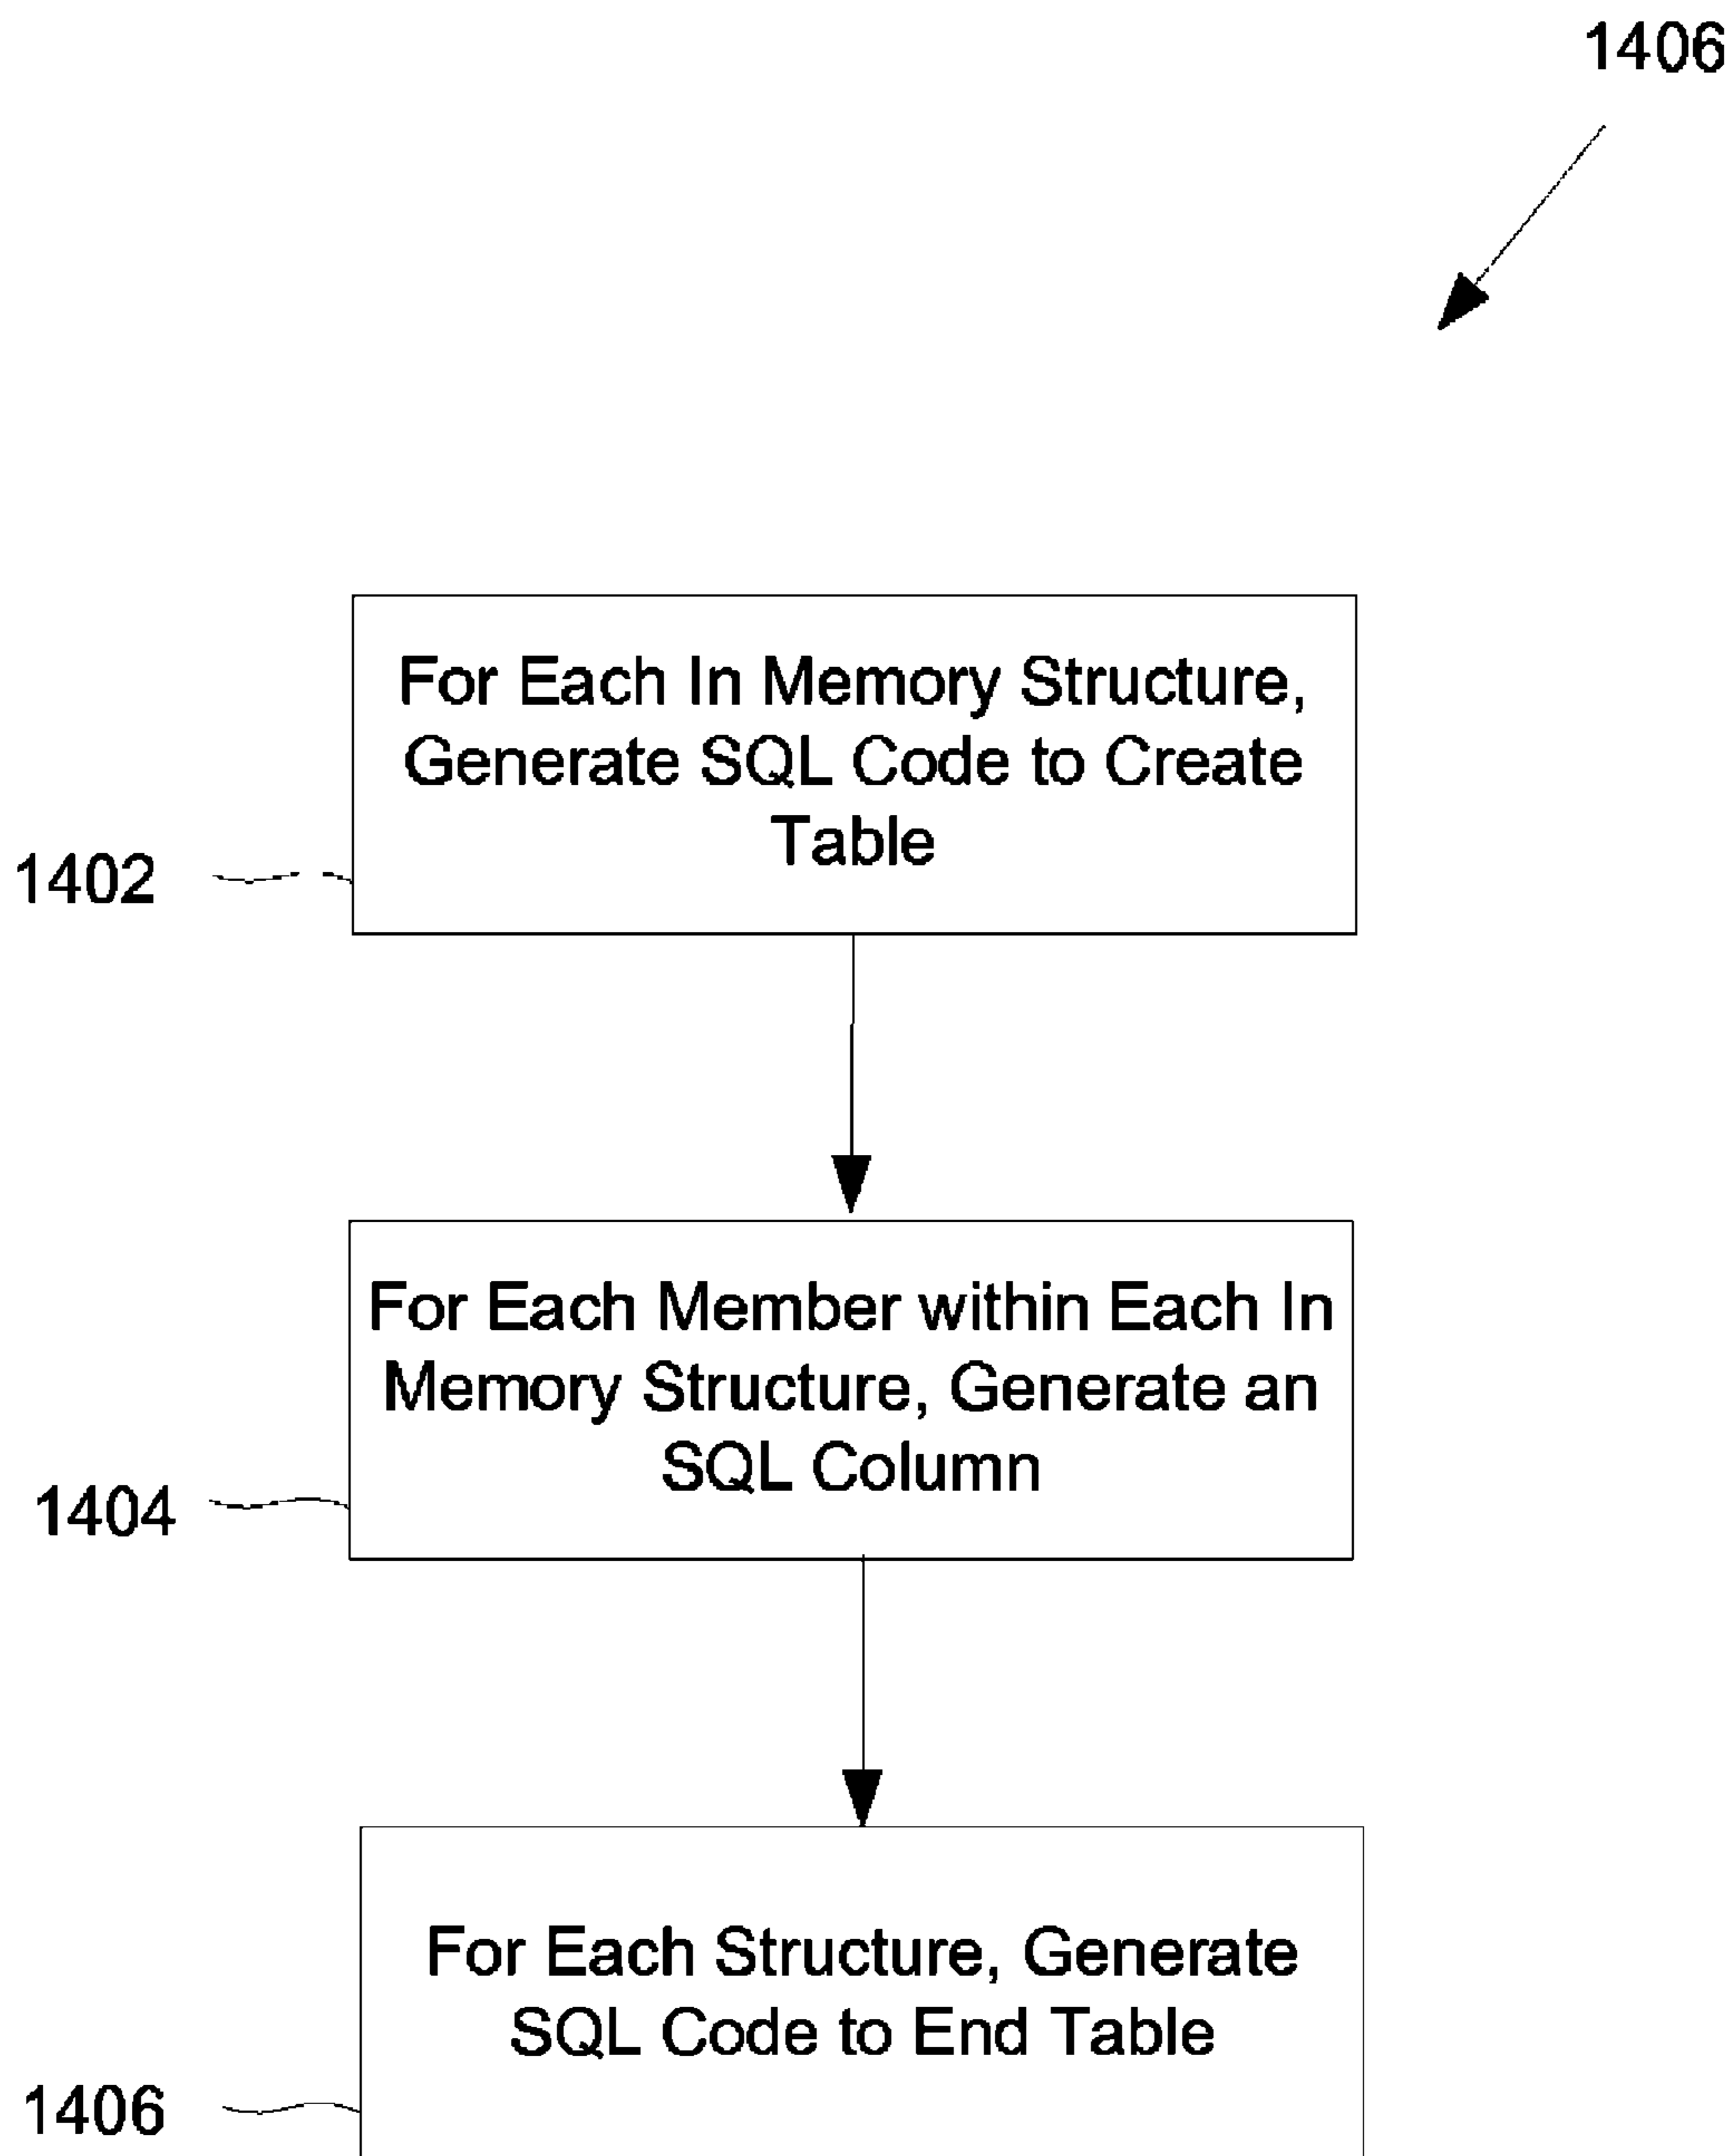 1406
For Each In Memory Structure,
Generate SQL Code to Create
Table
1402
For Each Member within Each In
Memory Structure, Generate an
SQL Column
1404
For Each Structure, Generate
SQL Code to End Table
1406